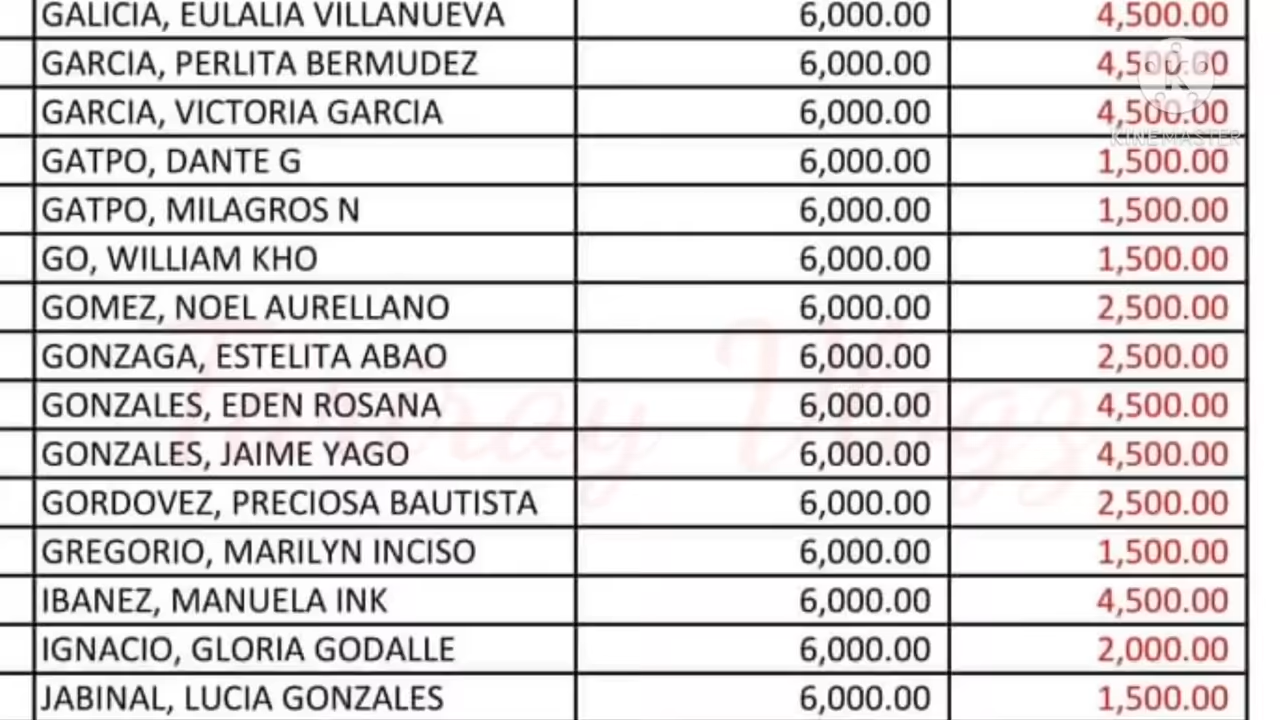 GALICIA, EULALIA VILLANUEVA 6,000.00 4,500.00
GARCIA, PERLITA BERMUDEZ 6,000.00 4,500.00
GARCIA, VICTORIA GARCIA 6,000.00 4,500.00
KINEMASTER
GATPO, DANTE G 6,000.00 1,500.00
GATPO, MILAGROS N 6,000.00 1,500.00
GO, WILLIAM KHO 6,000.00 1,500.00
GOMEZ, NOEL AURELLANO 6,000.00 2,500.00
GONZAGA, ESTELITA ABAO 6,000.00 2,500.00
GONZALES, EDEN ROSANA 6,000.00 4,500.00
GONZALES, JAIME YAGO 6,000.00 4,500.00
GORDOVEZ, PRECIOSA BAUTISTA 6,000.00 2,500.00
GREGORIO, MARILYN INCISO 6,000.00 1,500.00
IBANEZ, MANUELA INK 6,000.00 4,500.00
IGNACIO, GLORIA GODALLE 6,000.00 2,000.00
JABINAL, LUCIA GONZALES 6,000.00 1,500.00